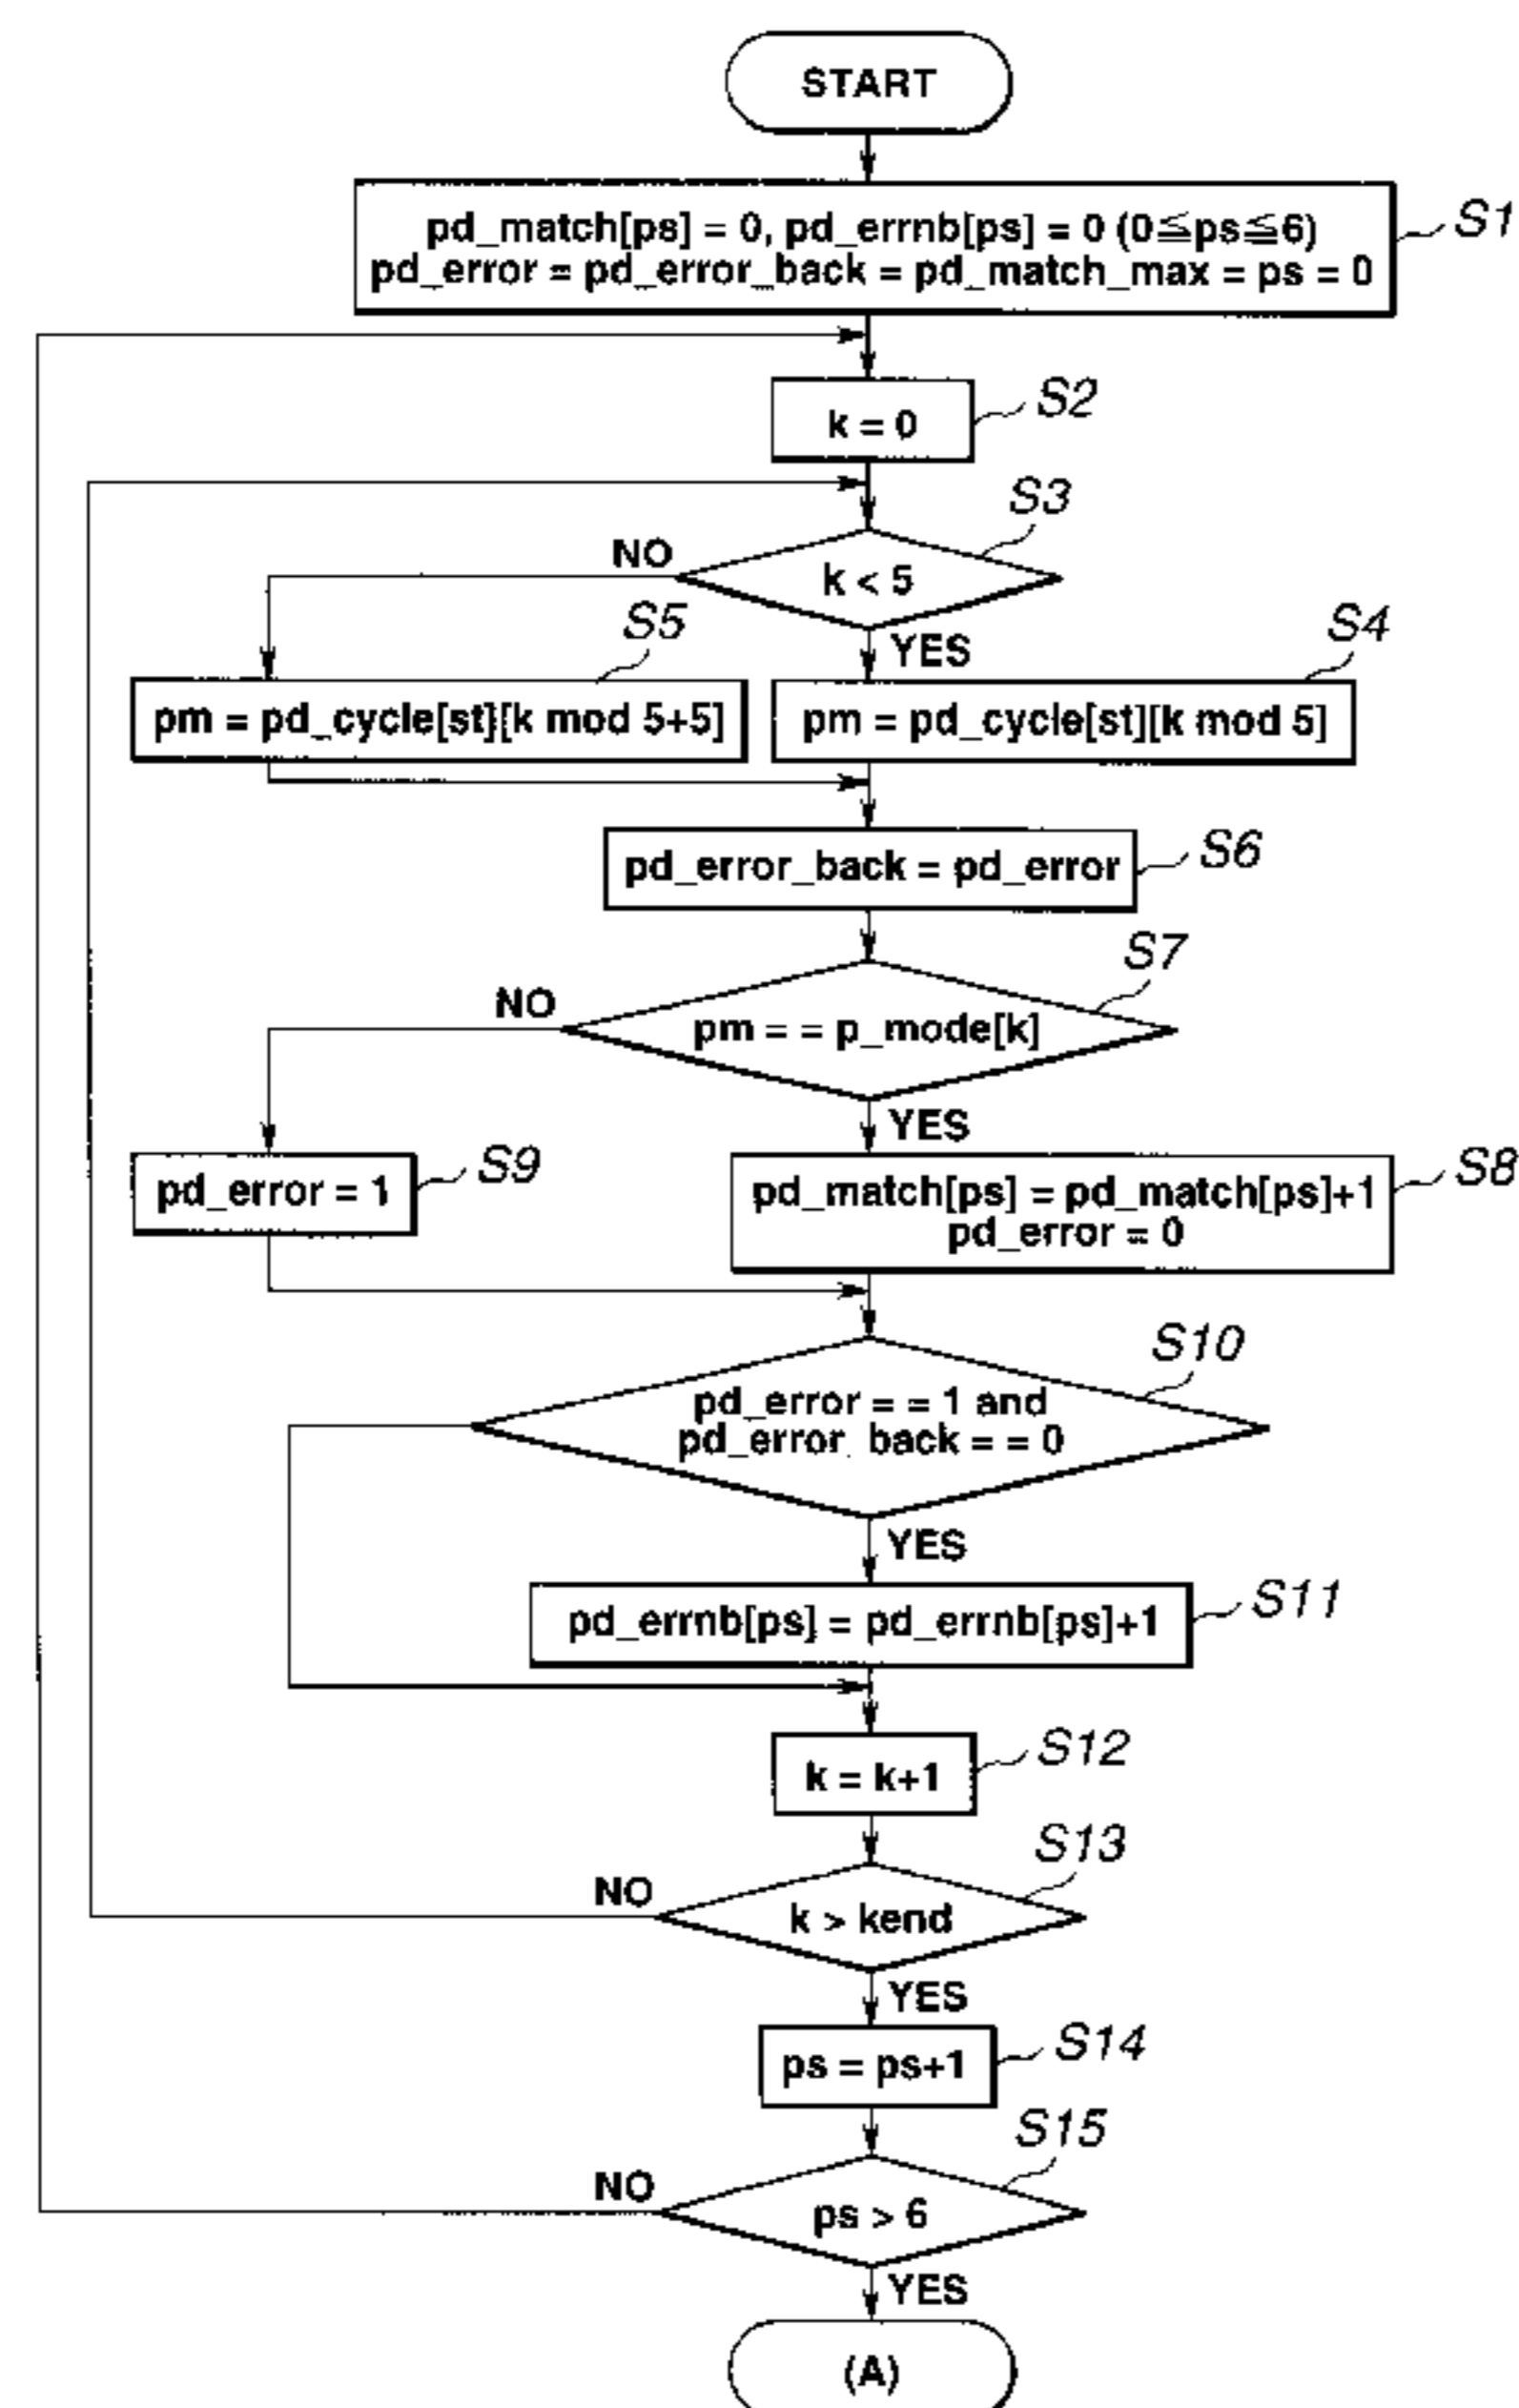 START
pd_match[ps] = 0, pd_errnb[ps] = 0 (0≦ps≦6)
pd_error = pd_error_back = pd_match_max = ps = 0
S1
k = 0
S2
S3
NO
k < 5
S5
YES
S4
pm = pd_cycle[st][k mod 5+5]
pm = pd_cycle[st][k mod 5]
pd_error_back = pd_error
S6
S7
NO
pm = = p_mode[k]
YES
pd_error = 1
S9
pd_match[ps] = pd_match[ps]+1
pd_error = 0
S8
S10
pd_error = = 1 and
pd_error_back = = 0
YES
pd_errnb[ps] = pd_errnb[ps]+1
S11
k = k+1
S12
S13
NO
k > kend
YES
ps = ps+1
S14
S15
NO
ps > 6
YES
(A)